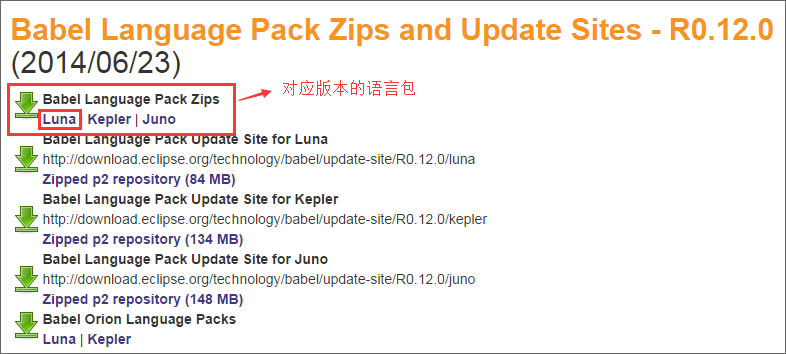 Babel Language Pack Zips and Update Sites - R0.12.0
(2014/06/23)
Babel Language Pack Zips
对应版本的语言包
Luna | Kepler | Juno
Babel Language Pack Update Site for Luna
http://download.eclipse.org/technology/babel/update-site/R0.12.0/luna
Zipped p2 repository (84 MB)
Babel Language Pack Update Site for Kepler
http://download.eclipse.org/technology/babel/update-site/R0.12.0/kepler
Zipped p2 repository (134 MB)
Babel Language Pack Update Site for Juno
http://download.eclipse.org/technology/babel/update-site/R0.12.0/juno
Zipped p2 repository (148 MB)
Babel Orion Language Packs
Luna | Kepler